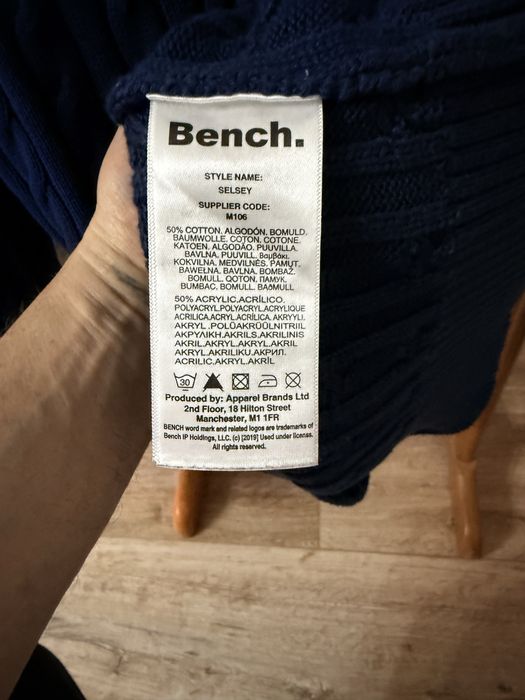 Bench.
STYLE NAME:
SELSEY
SUPPLIER CODE:
M106
50% COTTON. ALGODÓN. BOMULD.
BAUMWOLLE. COTON. COTONE.
KATOEN. ALGODÃO. PUUVILLA.
BAVLNA. PUUVILL. Βαμβάκι.
KOKVILNA. MEDVILNĖS. PAMUT.
BAWEŁNA. BAVLNA. BOMBAŽ.
BOMULL. QOTON. ПАМУК.
BUMBAC. BOMULL. BAÐMULL
50% ACRYLIC,ACRÍLICO.
POLYACRYL,POLYACRYL,ACRYLIQUE
ACRILICA,ACRYL,ACRÍLICA. AKRYYLI.
AKRYL .POLÜAKRÜÜLNITRIIL
ΑΚΡΥΛΙΚΗ.AKRILS.AKRILINIS
AKRIL.AKRYL.AKRYL.AKRIL
AKRYL.AKRILIKU.АКРИЛ.
ACRILIC.AKRYL.AKRÍL
30
Produced by: Apparel Brands Ltd
2nd Floor, 18 Hilton Street
Manchester, M1 1FR
BENCH word mark and related logos are trademarks of
Bench IP Holdings, LLC. (c) [2019] Used under license.
All rights reserved.